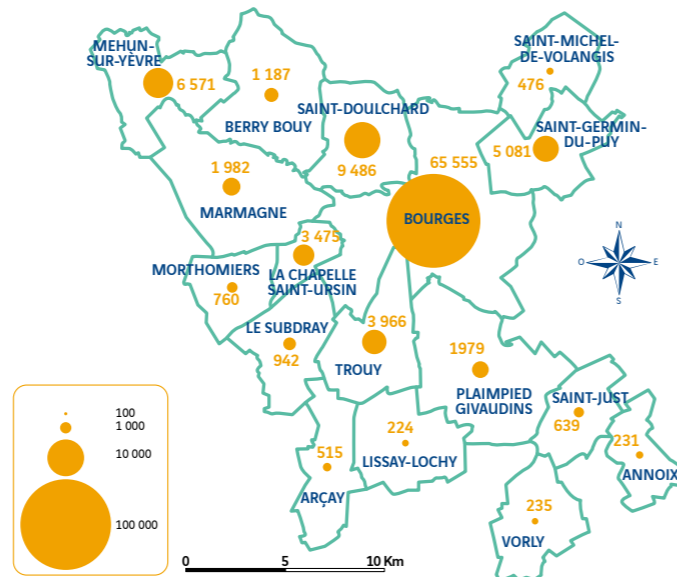 MEHUN-
SUR-YÈVRE
6 571
1 187
BERRY BOUY
SAINT-DOULCHARD
9 486
SAINT-MICHEL-
DE-VOLANGIS
476
SAINT-GERMIN-
DU-PUY
5 081
65 555
BOURGES
1 982
MARMAGNE
3 475
LA CHAPELLE
SAINT-URSIN
MORTHOMIERS
760
LE SUBDRAY
942
3 966
TROUY
1979
PLAIMPIED
GIVAUDINS
SAINT-JUST
639
231
ANNOIX
224
LISSAY-LOCHY
515
ARÇAY
235
VORLY
N
O
E
S
100
1 000
10 000
100 000
0
5
10 Km